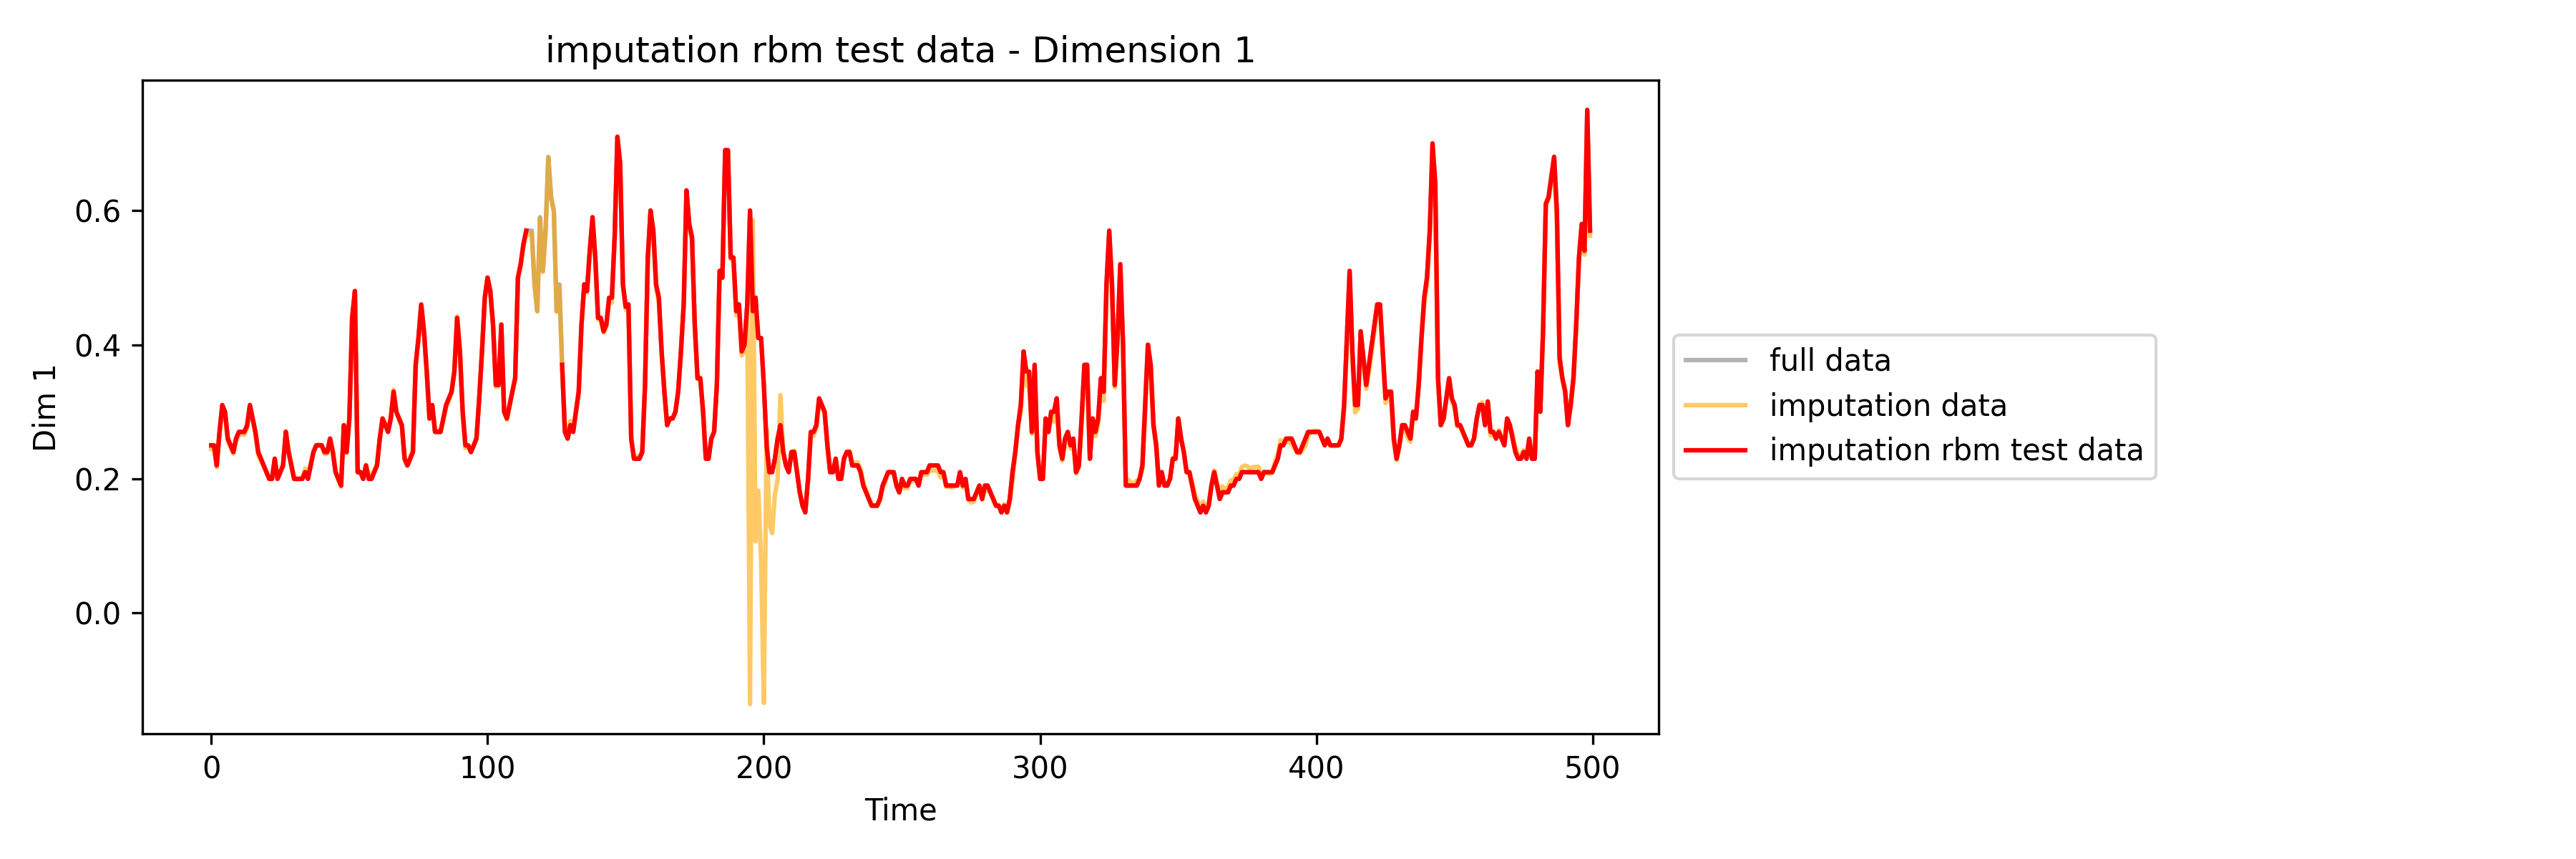 imputation rbm test data - Dimension 1
Dim 1
0.6
0.4
0.2
0.0
0 100 200 300 400 500
Time
full data
imputation data
imputation rbm test data